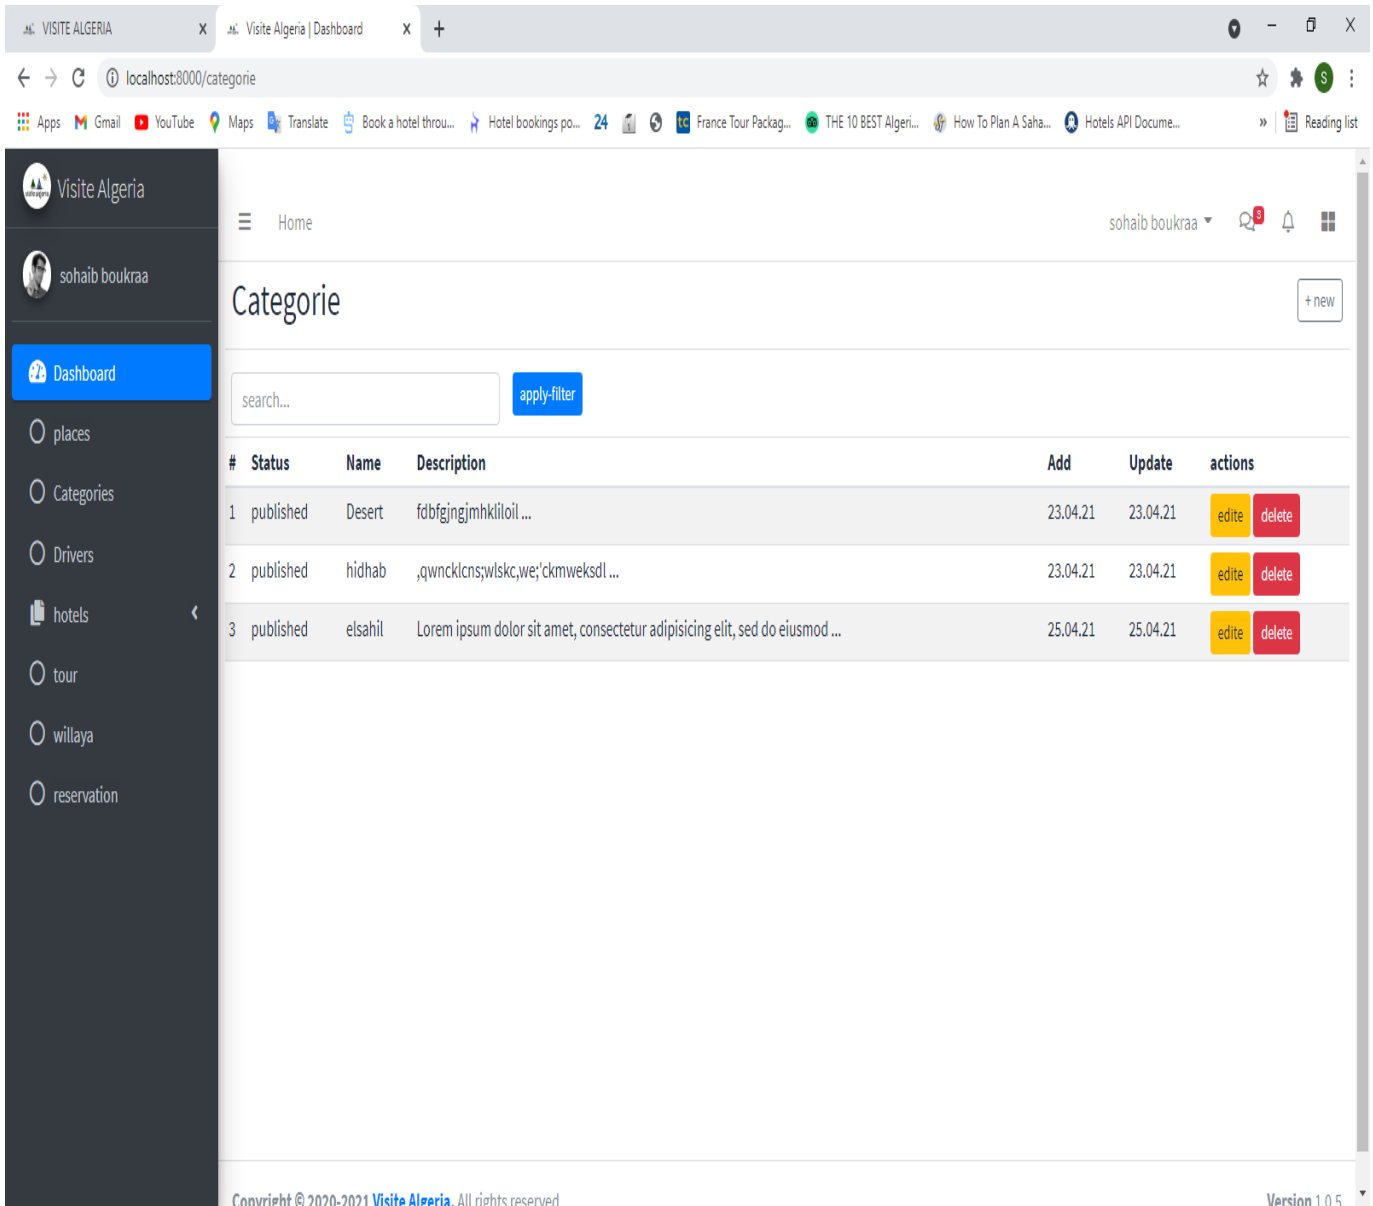 VISITE ALGERIA
Visite Algeria | Dashboard
localhost:8000/categorie
Apps Gmail YouTube Maps Translate Book a hotel throu... Hotel bookings po... 24 tc France Tour Packag... THE 10 BEST Algeri... How To Plan A Saha... Hotels API Docume... » Reading list
Visite Algeria
sohaib boukraa
Dashboard
places
Categories
Drivers
hotels
tour
willaya
reservation
Home
sohaib boukraa
3
Categorie
+ new
search...
apply-filter
# Status Name Description Add Update actions
1 published Desert fdbfgjngjmhkliloil ... 23.04.21 23.04.21 edite delete
2 published hidhab ,qwncklcns;wlskc,we;'ckmweksdl ... 23.04.21 23.04.21 edite delete
3 published elsahil Lorem ipsum dolor sit amet, consectetur adipisicing elit, sed do eiusmod ... 25.04.21 25.04.21 edite delete
Copyright © 2020-2021 Visite Algeria. All rights reserved
Version 1.0.5